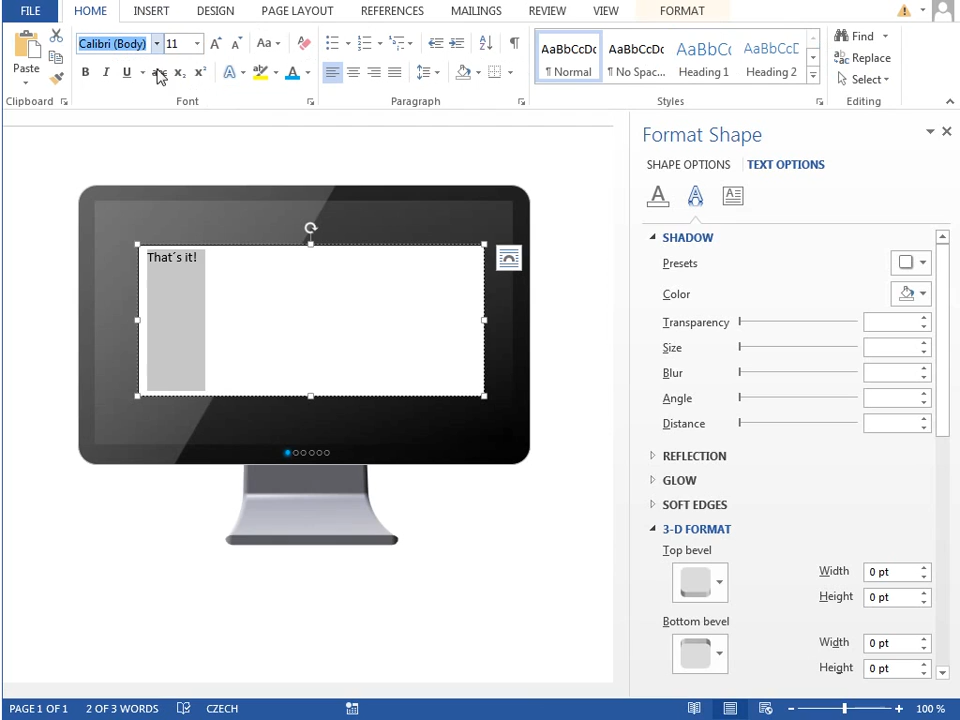 FILE HOME INSERT DESIGN PAGE LAYOUT REFERENCES MAILINGS REVIEW VIEW FORMAT
Calibri (Body) 11 Aa AaBbCcDc AaBbCcDc AaBbCcD AaBbCcD Find
Replace
Paste B I U abc x₂ x² A aby A ¶ Normal ¶ No Spac... Heading 1 Heading 2 Select
Clipboard Font Paragraph Styles Editing
Format Shape
SHAPE OPTIONS TEXT OPTIONS
SHADOW
Presets
Color
Transparency
Size
Blur
Angle
Distance
REFLECTION
GLOW
SOFT EDGES
3-D FORMAT
Top bevel
Width 0 pt
Height 0 pt
Bottom bevel
Width 0 pt
Height 0 pt
That´s it!
PAGE 1 OF 1 2 OF 3 WORDS CZECH 100 %